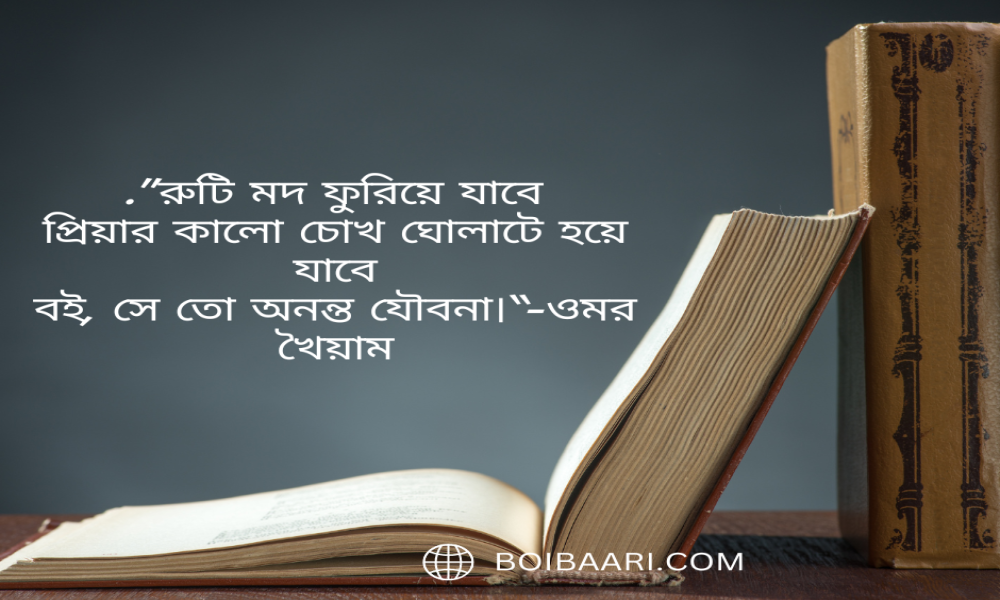 ."রুটি মদ ফুরিয়ে যাবে
প্রিয়ার কালো চোখ ঘোলাটে হয়ে
যাবে
বই, সে তো অনন্ত যৌবনা।“-ওমর
খৈয়াম
BOIBAARI.COM